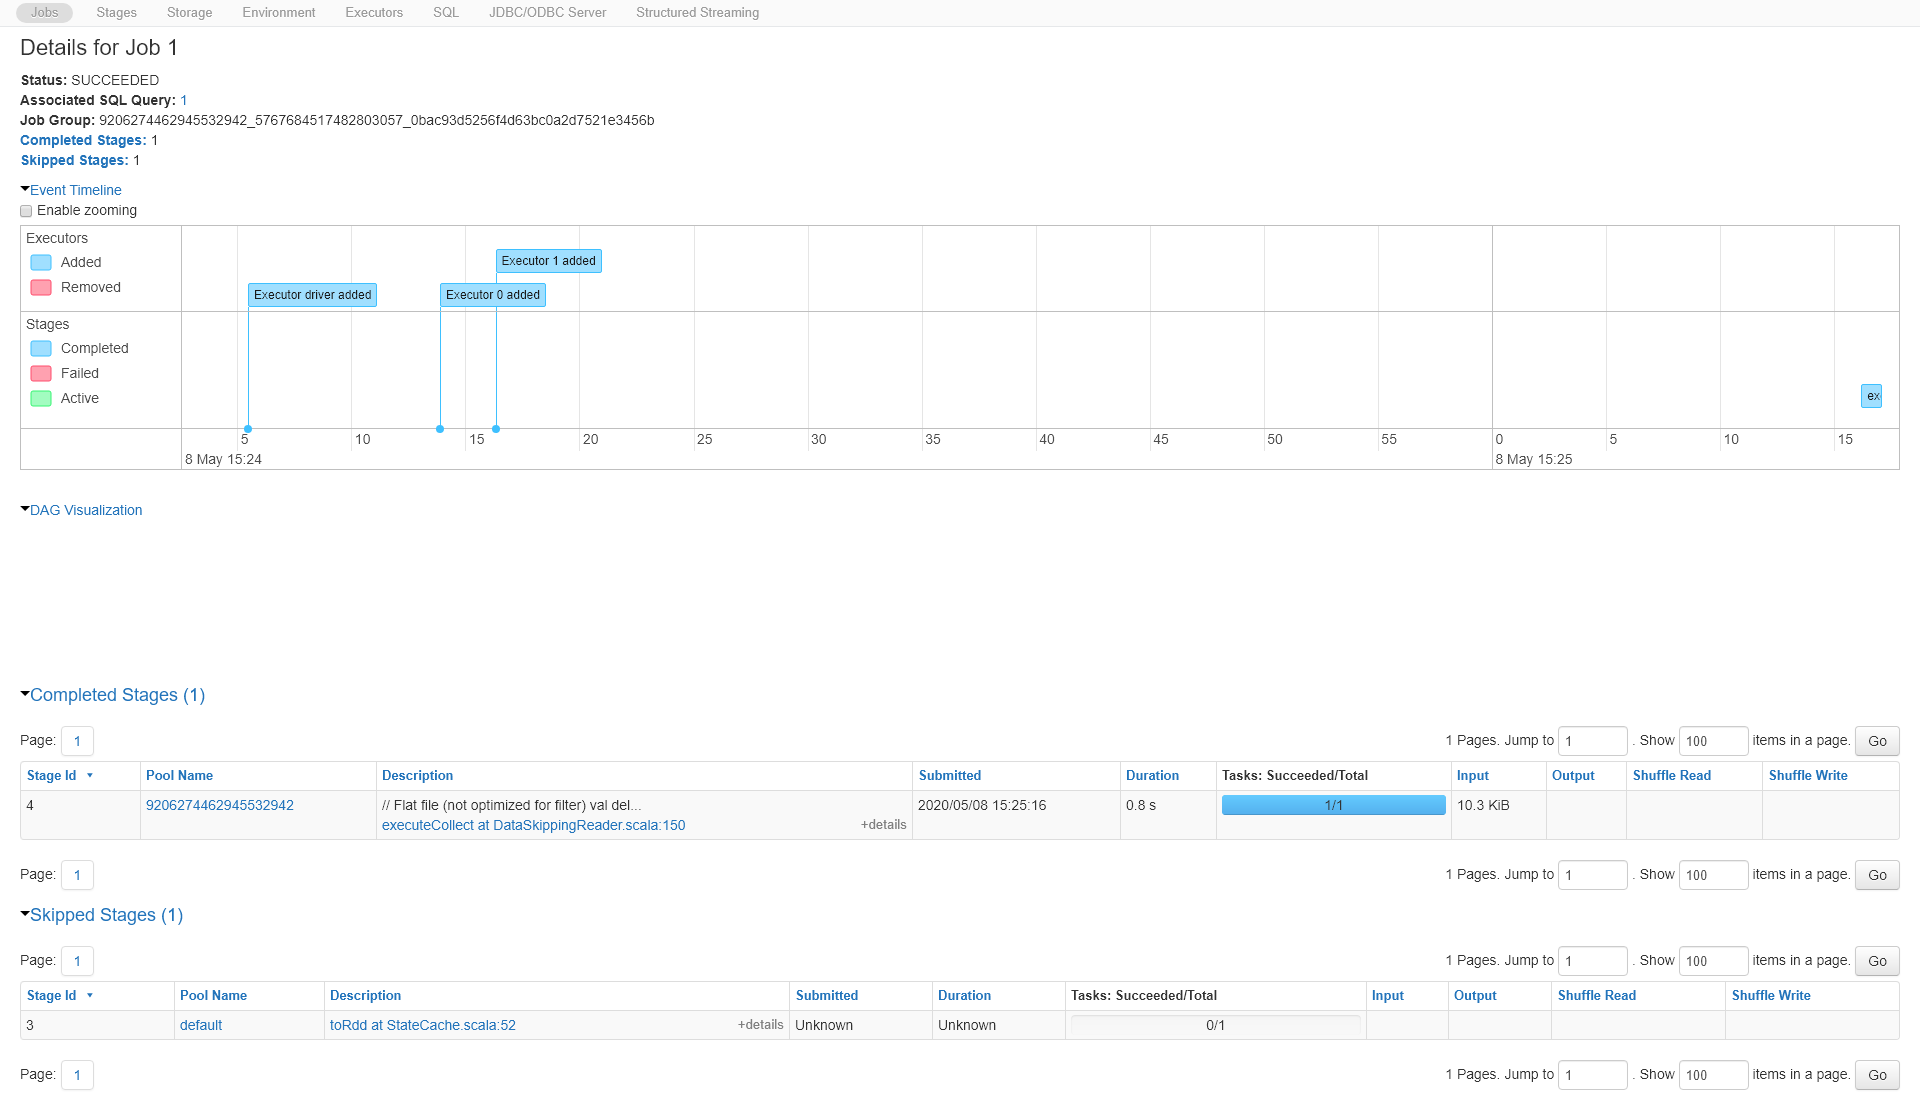 Jobs Stages Storage Environment Executors SQL JDBC/ODBC Server Structured Streaming
Details for Job 1
Status: SUCCEEDED
Associated SQL Query: 1
Job Group: 9206274462945532942_5767684517482803057_0bac93d5256f4d63bc0a2d7521e3456b
Completed Stages: 1
Skipped Stages: 1
Event Timeline
Enable zooming
Executors
Added
Removed
Executor 1 added
Executor driver added
Executor 0 added
Stages
Completed
Failed
Active
ex
5 10 15 20 25 30 35 40 45 50 55 0 5 10 15
8 May 15:24 8 May 15:25
DAG Visualization
Completed Stages (1)
Page: 1 1 Pages. Jump to 1 . Show 100 items in a page. Go
Stage Id Pool Name Description Submitted Duration Tasks: Succeeded/Total Input Output Shuffle Read Shuffle Write
4 9206274462945532942 // Flat file (not optimized for filter) val del... 2020/05/08 15:25:16 0.8 s 1/1 10.3 KiB
executeCollect at DataSkippingReader.scala:150 +details
Page: 1 1 Pages. Jump to 1 . Show 100 items in a page. Go
Skipped Stages (1)
Page: 1 1 Pages. Jump to 1 . Show 100 items in a page. Go
Stage Id Pool Name Description Submitted Duration Tasks: Succeeded/Total Input Output Shuffle Read Shuffle Write
3 default toRdd at StateCache.scala:52 +details Unknown Unknown 0/1
Page: 1 1 Pages. Jump to 1 . Show 100 items in a page. Go